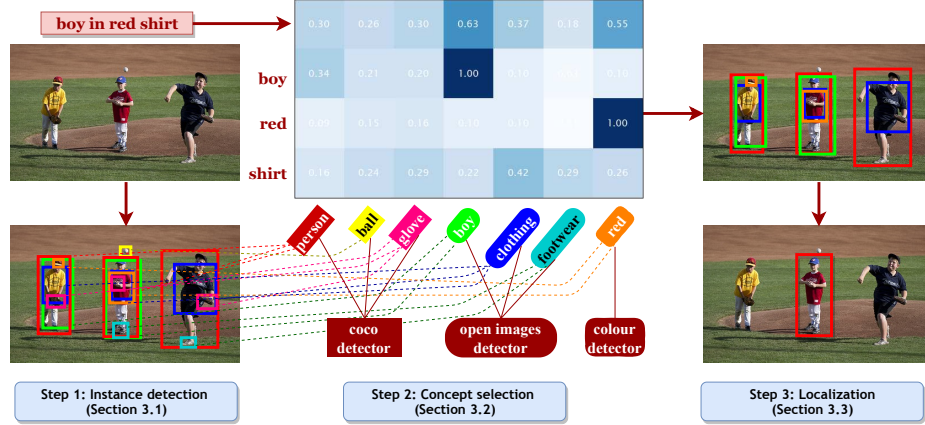 boy in red shirt
0.30 0.26 0.30 0.63 0.37 0.18 0.55
boy 0.34 0.21 0.20 1.00 0.10 0.10
red 0.09 0.15 0.16 0.10 0.10 1.00
shirt 0.16 0.24 0.29 0.22 0.42 0.29 0.26
person
ball
glove
boy
clothing
footwear
red
coco
detector
open images
detector
colour
detector
Step 1: Instance detection
(Section 3.1)
Step 2: Concept selection
(Section 3.2)
Step 3: Localization
(Section 3.3)